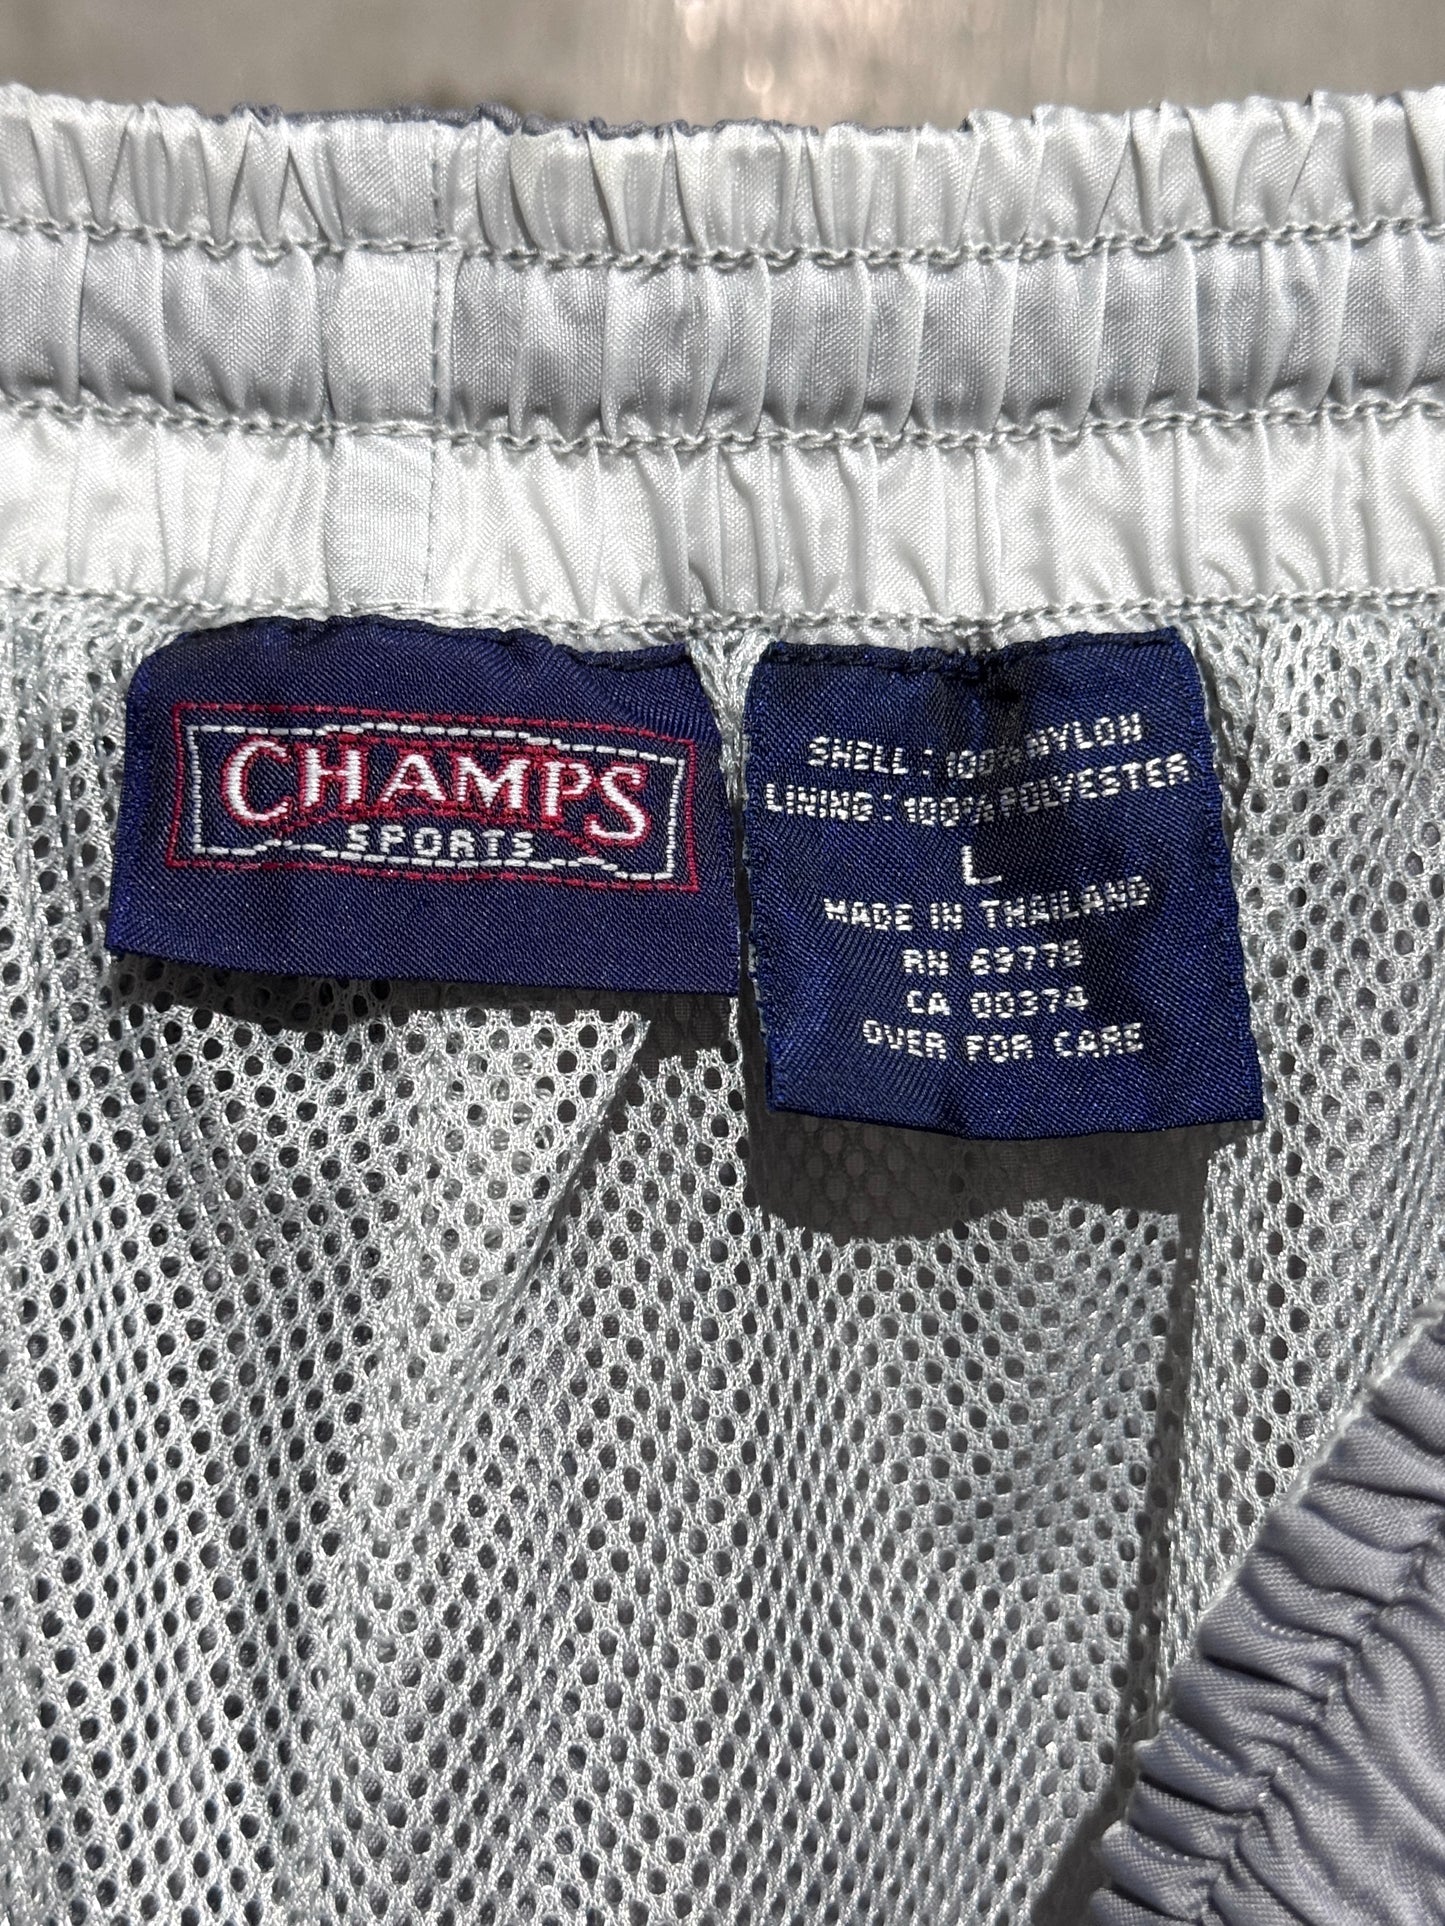 CHAMPS
SPORTS
SHELL : 100% NYLON
LINING : 100% POLYESTER
L
MADE IN THAILAND
RN 69778
CA 00374
OVER FOR CARE